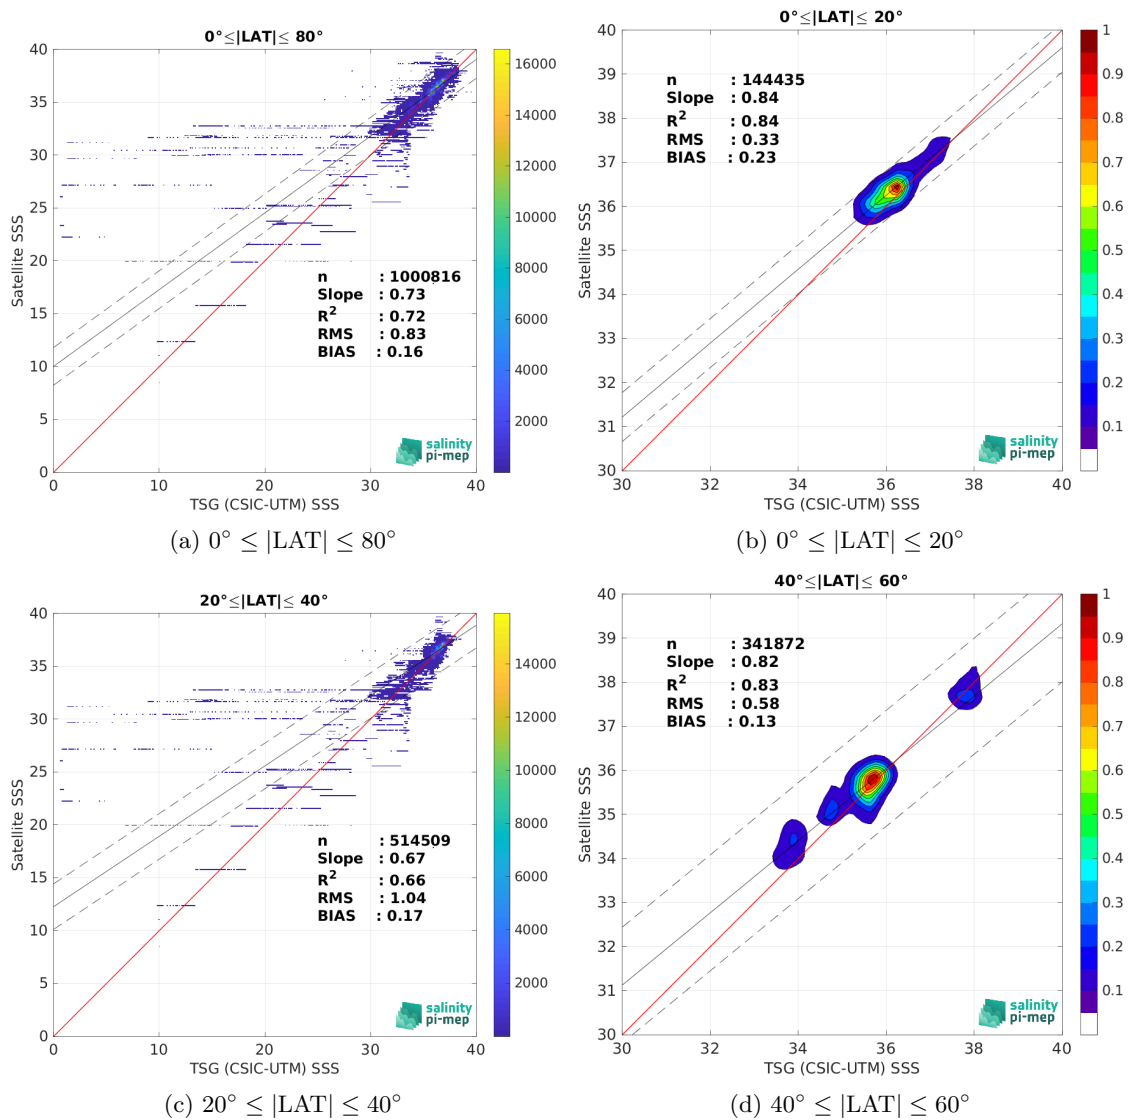 0°≤|LAT|≤ 80°
40
35
30
25
20
15
10
5
0
Satellite SSS
0
10
20
30
40
TSG (CSIC-UTM) SSS
n : 1000816
Slope : 0.73
R² : 0.72
RMS : 0.83
BIAS : 0.16
salinity
pi-mep
16000
14000
12000
10000
8000
6000
4000
2000
(a) 0° ≤ |LAT| ≤ 80°
0°≤|LAT|≤ 20°
40
39
38
37
36
35
34
33
32
31
30
Satellite SSS
30
32
34
36
38
40
TSG (CSIC-UTM) SSS
n : 144435
Slope : 0.84
R² : 0.84
RMS : 0.33
BIAS : 0.23
salinity
pi-mep
1
0.9
0.8
0.7
0.6
0.5
0.4
0.3
0.2
0.1
(b) 0° ≤ |LAT| ≤ 20°
20°≤|LAT|≤ 40°
40
35
30
25
20
15
10
5
0
Satellite SSS
0
10
20
30
40
TSG (CSIC-UTM) SSS
n : 514509
Slope : 0.67
R² : 0.66
RMS : 1.04
BIAS : 0.17
salinity
pi-mep
14000
12000
10000
8000
6000
4000
2000
0
(c) 20° ≤ |LAT| ≤ 40°
40°≤|LAT|≤ 60°
40
39
38
37
36
35
34
33
32
31
30
Satellite SSS
30
32
34
36
38
40
TSG (CSIC-UTM) SSS
n : 341872
Slope : 0.82
R² : 0.83
RMS : 0.58
BIAS : 0.13
salinity
pi-mep
1
0.9
0.8
0.7
0.6
0.5
0.4
0.3
0.2
0.1
(d) 40° ≤ |LAT| ≤ 60°